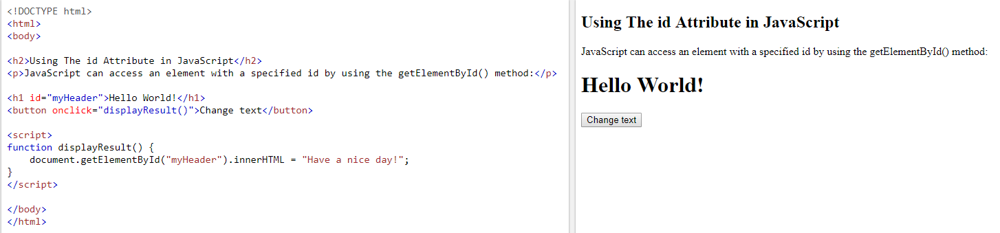 <!DOCTYPE html>
<html>
<body>
<h2>Using The id Attribute in JavaScript</h2>
<p>JavaScript can access an element with a specified id by using the getElementById() method:</p>
<h1 id="myHeader">Hello World!</h1>
<button onclick="displayResult()">Change text</button>
<script>
function displayResult() {
    document.getElementById("myHeader").innerHTML = "Have a nice day!";
}
</script>
</body>
</html>
Using The id Attribute in JavaScript
JavaScript can access an element with a specified id by using the getElementById() method:
Hello World!
Change text